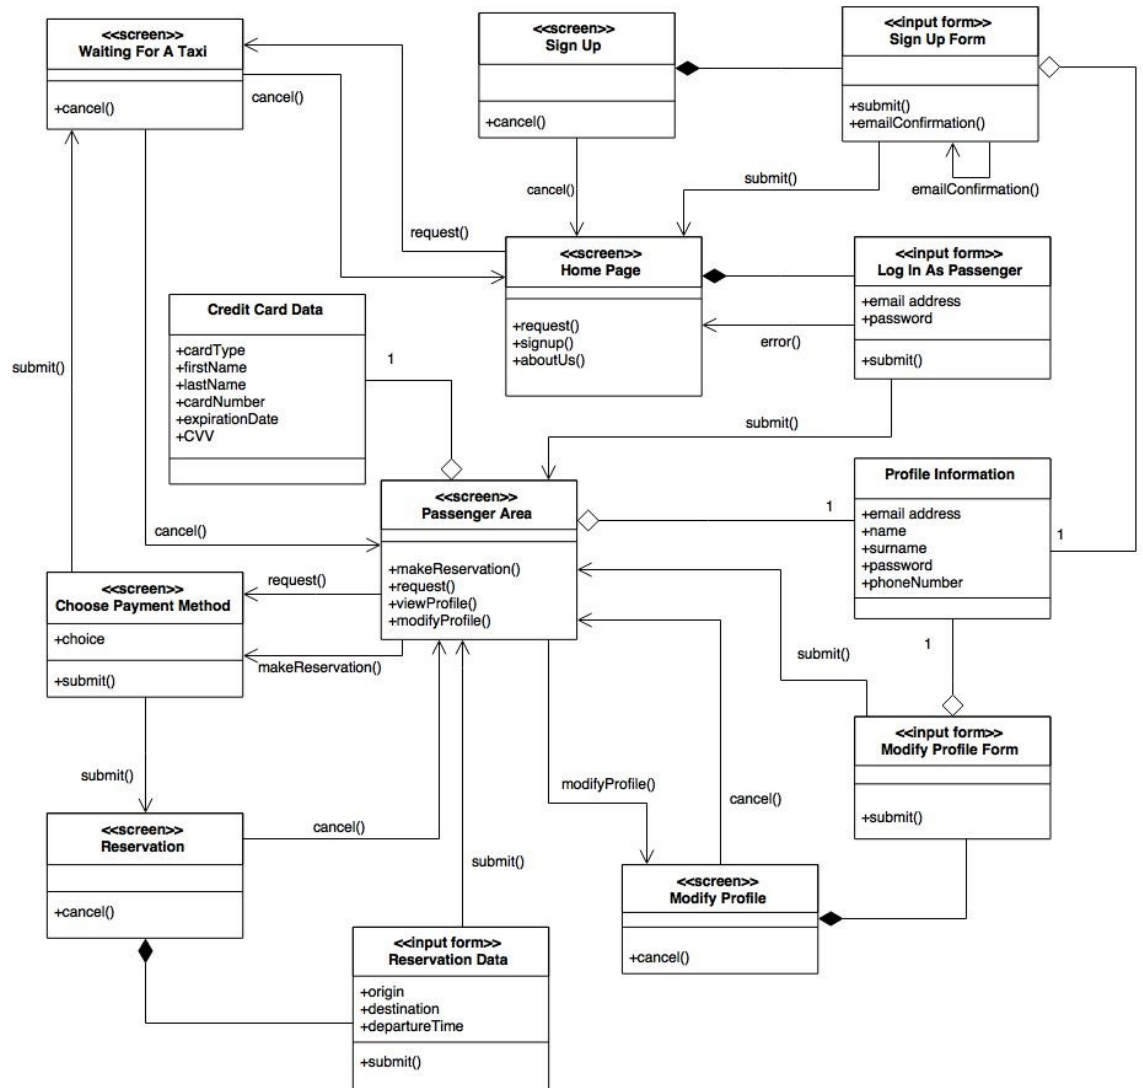 <<screen>>
Waiting For A Taxi
+cancel()
<<screen>>
Sign Up
+cancel()
<<input form>>
Sign Up Form
+submit()
+emailConfirmation()
cancel()
cancel()
submit()
emailConfirmation()
request()
<<screen>>
Home Page
+request()
+signup()
+aboutUs()
<<input form>>
Log In As Passenger
+email address
+password
+submit()
error()
Credit Card Data
+cardType
+firstName
+lastName
+cardNumber
+expirationDate
+CVV
1
submit()
submit()
<<screen>>
Passenger Area
+makeReservation()
+request()
+viewProfile()
+modifyProfile()
Profile Information
+email address
+name
+surname
+password
+phoneNumber
1
1
cancel()
request()
<<screen>>
Choose Payment Method
+choice
+submit()
makeReservation()
submit()
1
<<input form>>
Modify Profile Form
+submit()
submit()
modifyProfile()
cancel()
<<screen>>
Reservation
+cancel()
cancel()
submit()
<<screen>>
Modify Profile
+cancel()
<<input form>>
Reservation Data
+origin
+destination
+departureTime
+submit()